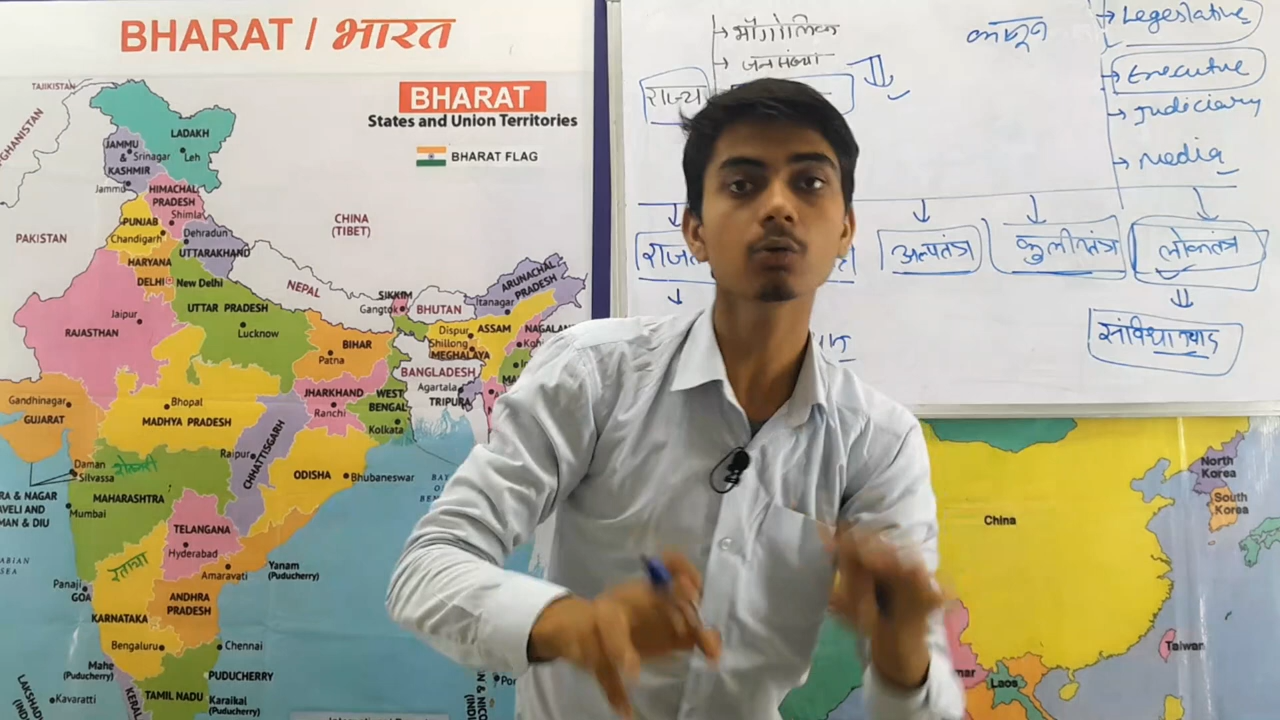 BHARAT / भारत
BHARAT
States and Union Territories
BHARAT FLAG
TAJIKISTAN
LADAKH
Leh
JAMMU
&
KASHMIR
Srinagar
Jammu
HIMACHAL
PRADESH
Shimla
CHINA
(TIBET)
PAKISTAN
PUNJAB
Chandigarh
Dehradun
UTTARAKHAND
HARYANA
DELHI
New Delhi
NEPAL
SIKKIM
Gangtok
BHUTAN
ARUNACHAL
PRADESH
Itanagar
RAJASTHAN
Jaipur
UTTAR PRADESH
Lucknow
BIHAR
Patna
Dispur
ASSAM
Shillong
MEGHALAYA
BANGLADESH
Agartala
TRIPURA
Gandhinagar
GUJARAT
Bhopal
MADHYA PRADESH
JHARKHAND
Ranchi
WEST
BENGAL
Kolkata
Raipur
CHHATTISGARH
ODISHA
Bhubaneswar
Daman
Silvassa
MAHARASHTRA
Mumbai
TELANGANA
Hyderabad
Amaravati
Yanam
(Puducherry)
Panaji
GOA
ANDHRA
PRADESH
KARNATAKA
Bengaluru
Chennai
Mahe
(Puducherry)
PUDUCHERRY
Karaikal
(Puducherry)
Kavaratti
TAMIL NADU
भौगोलिक
जनसंख्या
राज्य
कानून
Legeslative
Executive
Judiciary
media
अल्पतंत्र
कुलीनतंत्र
लोकतंत्र
North
Korea
South
Korea
China
Taiwan
Laos